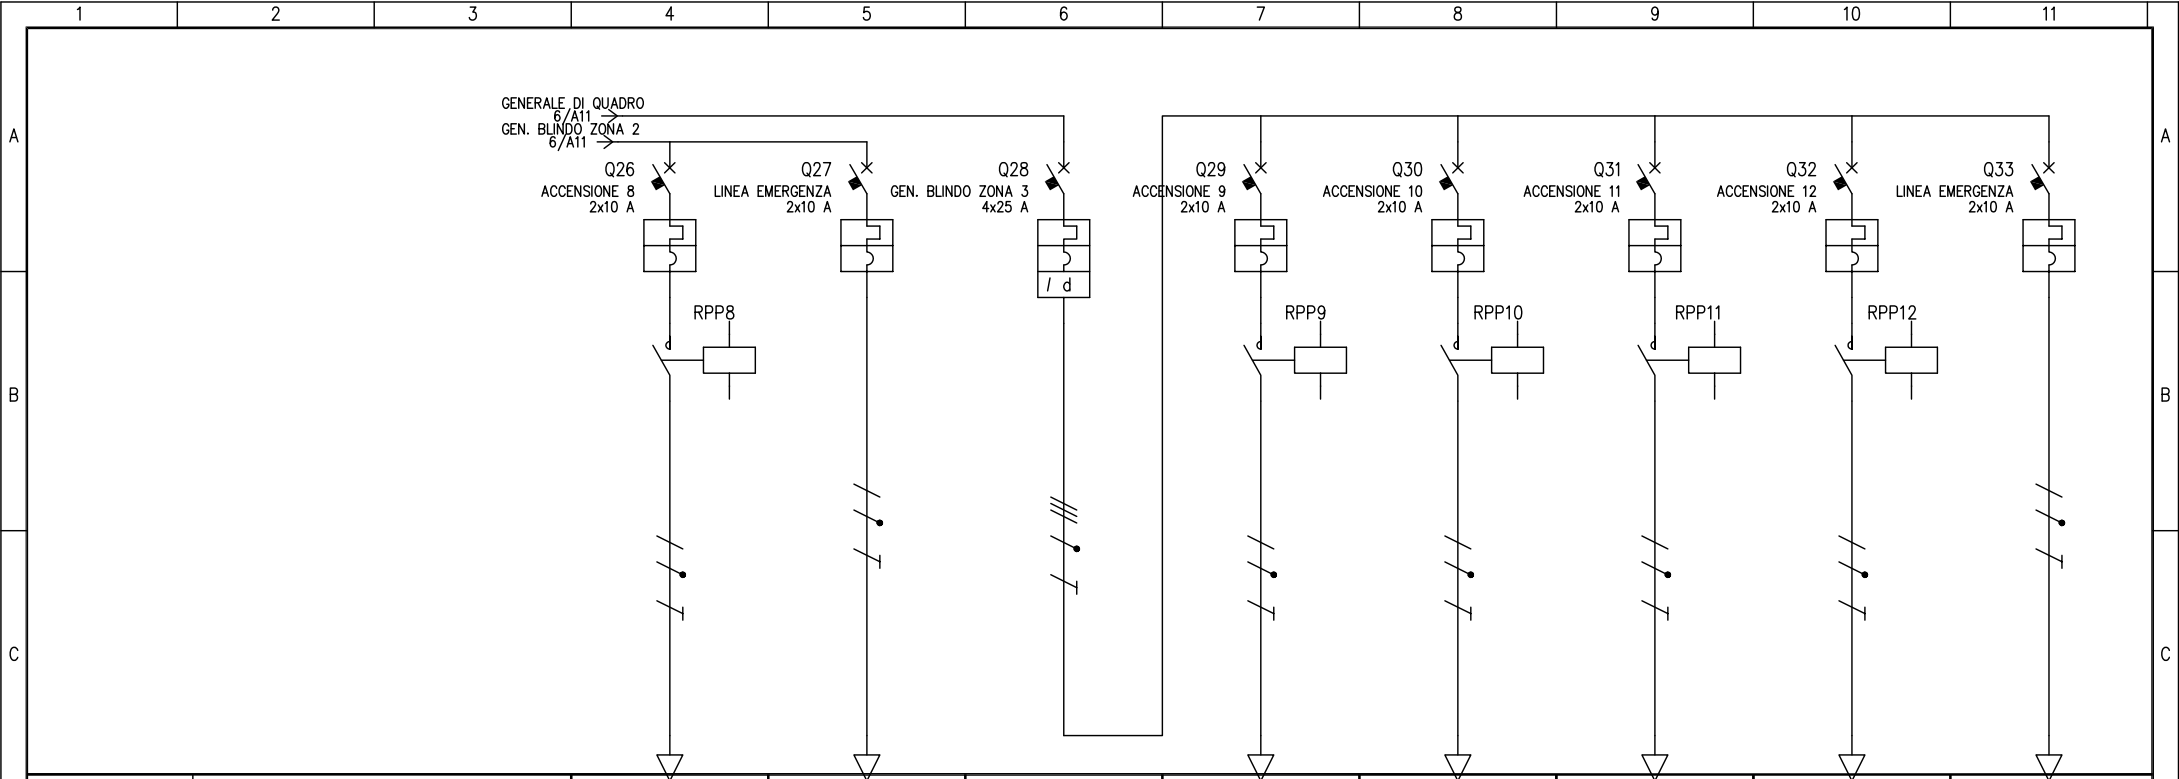 1 2 3 4 5 6 7 8 9 10 11
GENERALE DI QUADRO
6/A11
GEN. BLINDO ZONA 2
6/A11
A A
Q26 Q27 Q28 Q29 Q30 Q31 Q32 Q33
ACCENSIONE 8 LINEA EMERGENZA GEN. BLINDO ZONA 3 ACCENSIONE 9 ACCENSIONE 10 ACCENSIONE 11 ACCENSIONE 12 LINEA EMERGENZA
2x10 A 2x10 A 4x25 A 2x10 A 2x10 A 2x10 A 2x10 A 2x10 A
I d
RPP8 RPP9 RPP10 RPP11 RPP12
B B
C C